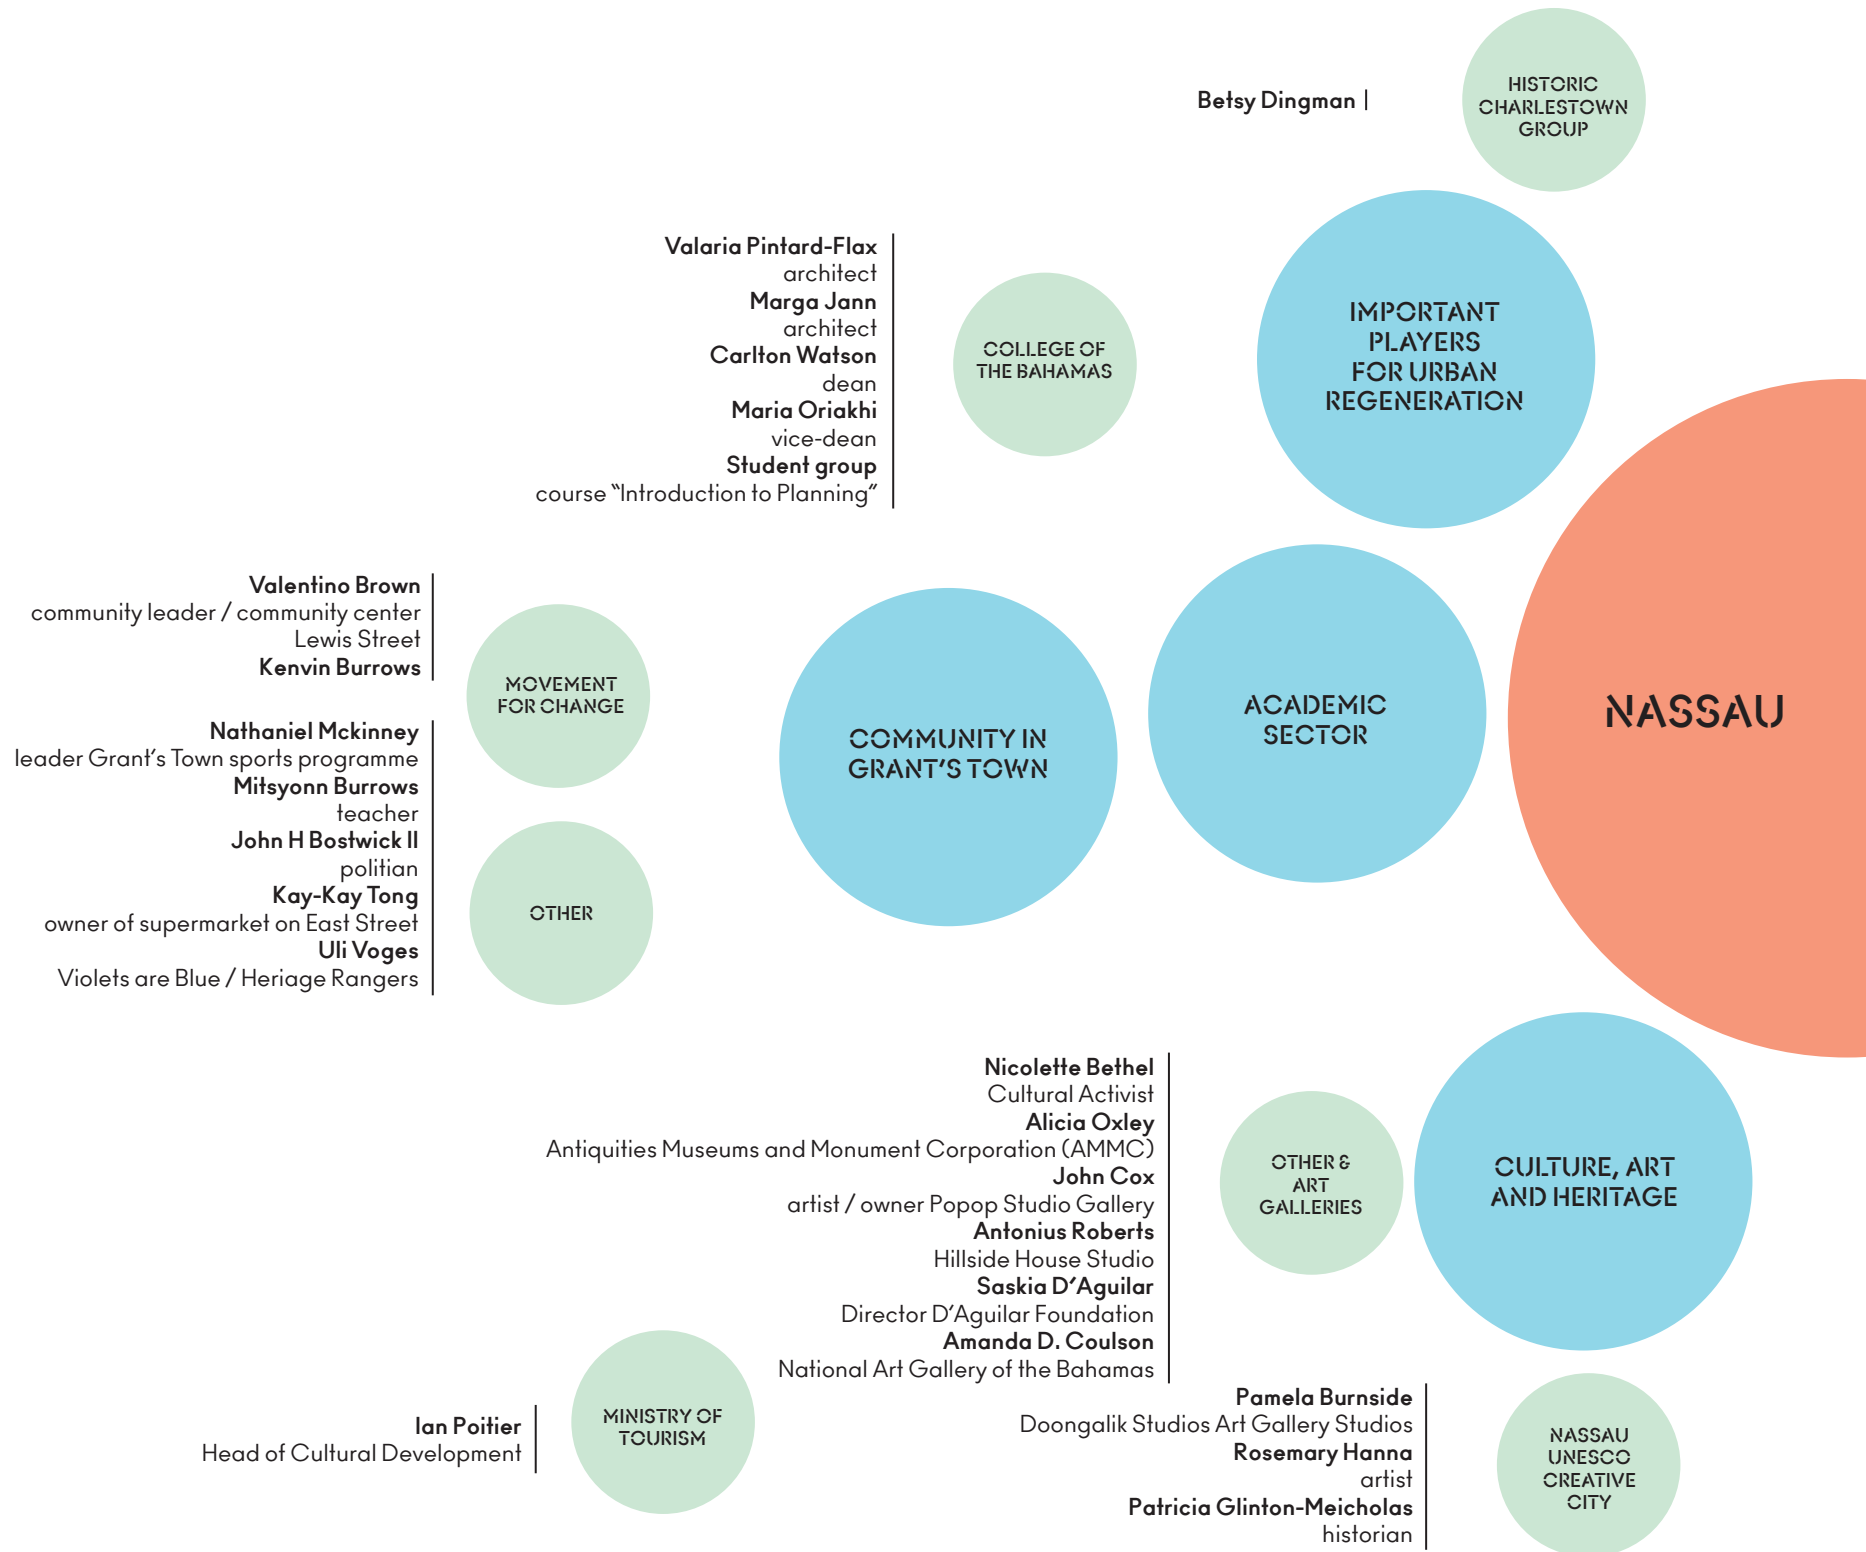 Betsy Dingman
HISTORIC
CHARLESTOWN
GROUP
Valaria Pintard-Flax
architect
Marga Jann
architect
Carlton Watson
dean
Maria Oriakhi
vice-dean
Student group
course “Introduction to Planning”
COLLEGE OF
THE BAHAMAS
IMPORTANT
PLAYERS
FOR URBAN
REGENERATION
Valentino Brown
community leader / community center
Lewis Street
Kenvin Burrows
MOVEMENT
FOR CHANGE
Nathaniel Mckinney
leader Grant’s Town sports programme
Mitsyonn Burrows
teacher
John H Bostwick II
politian
Kay-Kay Tong
owner of supermarket on East Street
Uli Voges
Violets are Blue / Heriage Rangers
OTHER
COMMUNITY IN
GRANT’S TOWN
ACADEMIC
SECTOR
NASSAU
Nicolette Bethel
Cultural Activist
Alicia Oxley
Antiquities Museums and Monument Corporation (AMMC)
John Cox
artist / owner Popop Studio Gallery
Antonius Roberts
Hillside House Studio
Saskia D’Aguilar
Director D’Aguilar Foundation
Amanda D. Coulson
National Art Gallery of the Bahamas
OTHER &
ART
GALLERIES
CULTURE, ART
AND HERITAGE
Ian Poitier
Head of Cultural Development
MINISTRY OF
TOURISM
Pamela Burnside
Doongalik Studios Art Gallery Studios
Rosemary Hanna
artist
Patricia Glinton-Meicholas
historian
NASSAU
UNESCO
CREATIVE
CITY